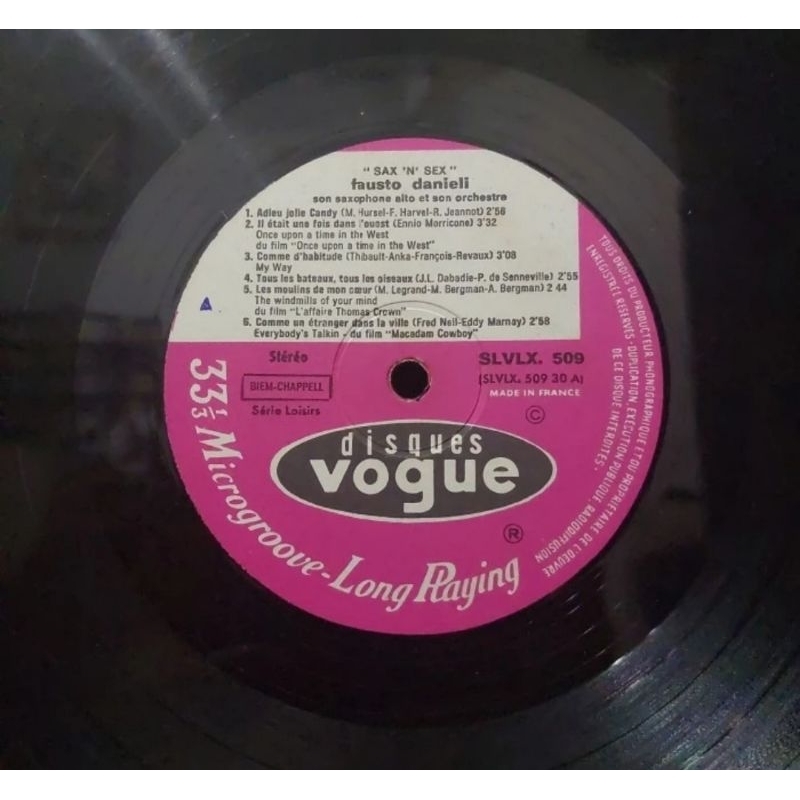 " SAX 'N' SEX "
fausto danieli
son saxophone alto et son orchestre
1. Adieu jolie Candy (M. Hursel-F. Harvel-R. Jeannot) 2'56
2. Il était une fois dans l'ouest (Ennio Morricone) 3'32
Once upon a time in the West
du film "Once upon a time in the West"
3. Comme d'habitude (Thibault-Anka-François-Revaux) 3'08
My Way
4. Tous les bateaux, tous les oiseaux (J.L. Dabadie-P. de Senneville) 2'55
5. Les moulins de mon cœur (M. Legrand-M. Bergman-A. Bergman) 2 44
The windmills of your mind
du film "L'affaire Thomas Crown"
6. Comme un étranger dans la ville (Fred Neil-Eddy Marnay) 2'58
Everybody's Talkin - du film "Macadam Cowboy"
Stéréo
BIEM-CHAPPELL
Série Loisirs
SLVLX. 509
(SLVLX. 509 30 A)
MADE IN FRANCE
©
disques
vogue
®
33 1/3 Microgroove - Long Playing
TOUS DROITS DU PRODUCTEUR PHONOGRAPHIQUE ET DU PROPRIETAIRE DE L'OEUVRE
ENREGISTRÉE RESERVES - DUPLICATION, EXECUTION PUBLIQUE, RADIODIFFUSION
DE CE DISQUE INTERDITES -